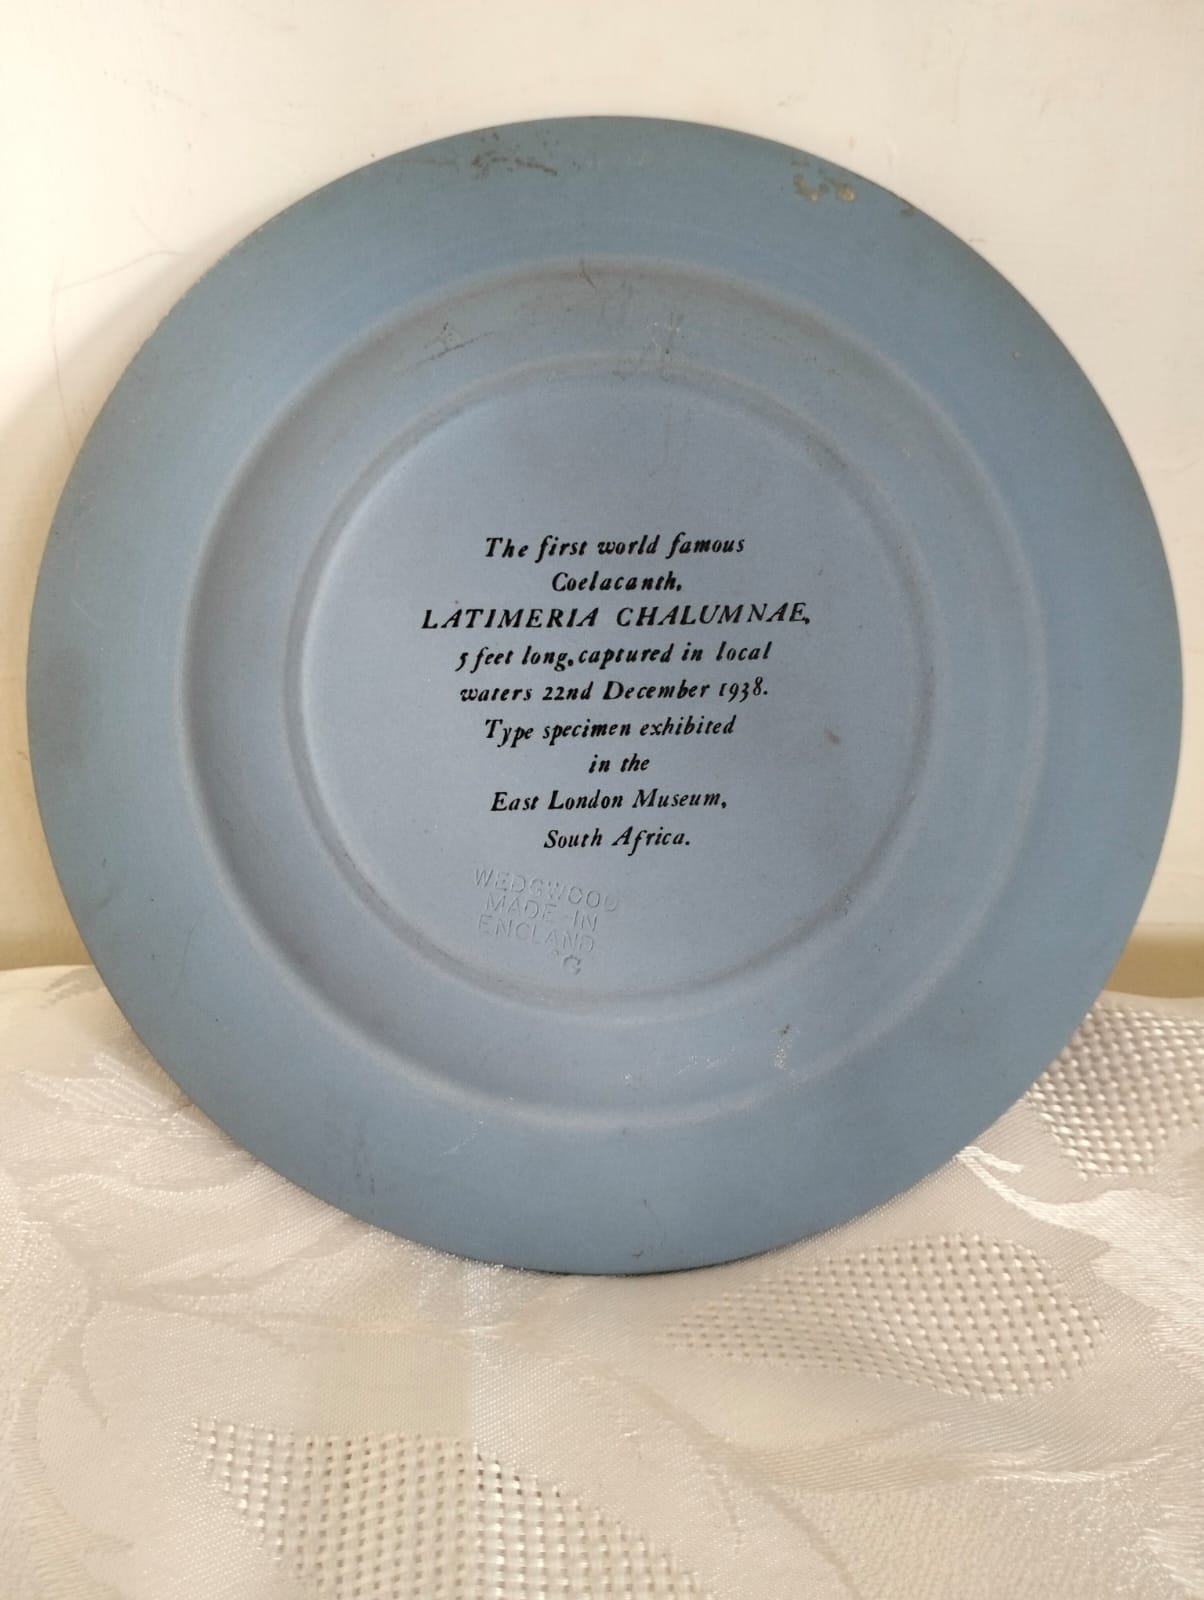 The first world famous
Coelacanth,
LATIMERIA CHALUMNAE,
5 feet long, captured in local
waters 22nd December 1938.
Type specimen exhibited
in the
East London Museum,
South Africa.
WEDGWOOD
MADE IN
ENGLAND
G